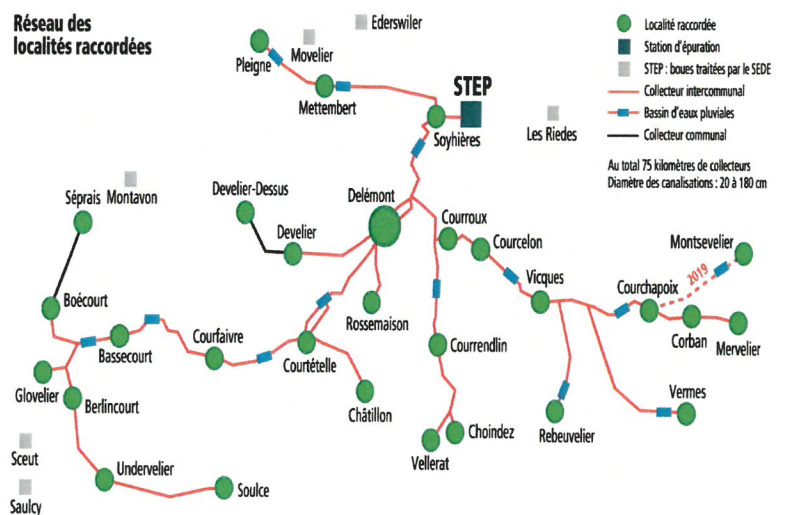 Réseau des
localités raccordées
Ederswiler
Movelier
Pleigne
Mettembert
STEP
Soyhières
Les Riedes
Localité raccordée
Station d'épuration
STEP : boues traitées par le SEDE
Collecteur intercommunal
Bassin d'eaux pluviales
Collecteur communal
Au total 75 kilomètres de collecteurs
Diamètre des canalisations : 20 à 180 cm
Séprais
Montavon
Develier-Dessus
Delémont
Develier
Courroux
Courcelon
Montsevelier
Vicques
2019
Courchapoix
Boécourt
Bassecourt
Courfaivre
Rossemaison
Courtételle
Courrendlin
Corban
Mervelier
Glovelier
Berlincourt
Châtillon
Vermes
Choindez
Rebeuvelier
Vellerat
Sceut
Undervelier
Soulce
Saulcy